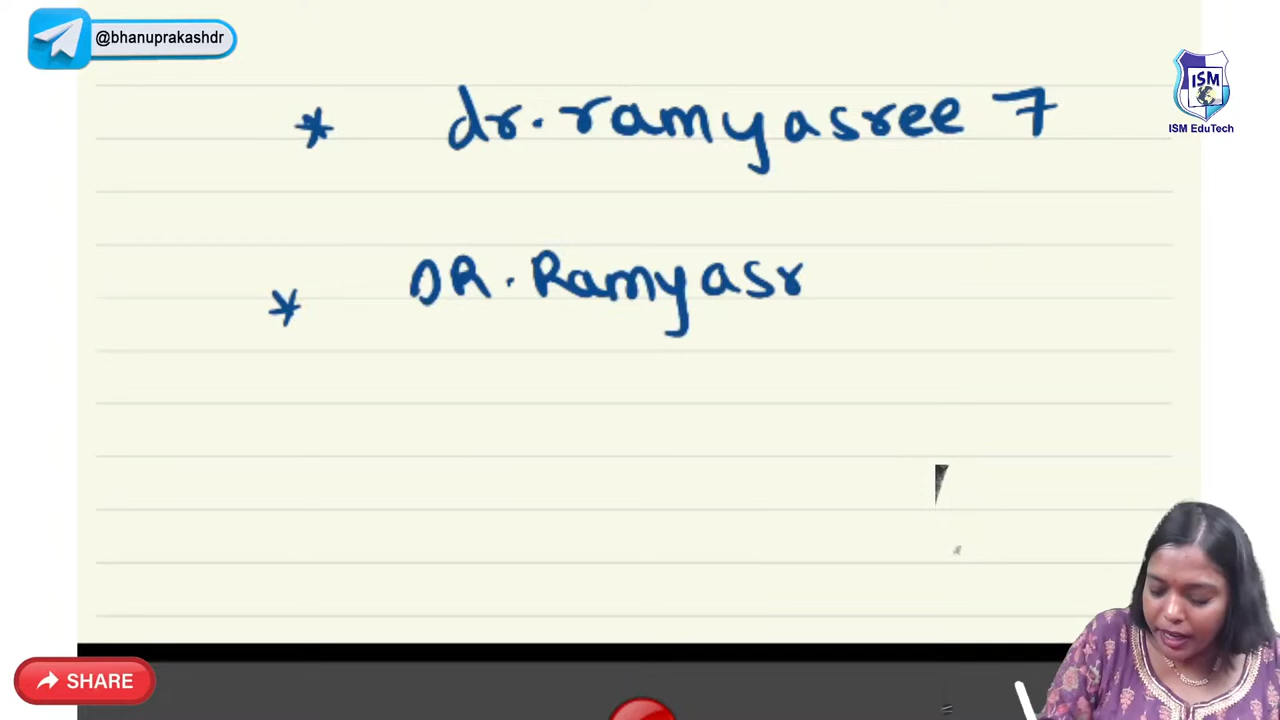 @bhanuprakashdr
ISM
ISM EduTech
* dr.ramyasree 7
* DR.Ramyasr
SHARE